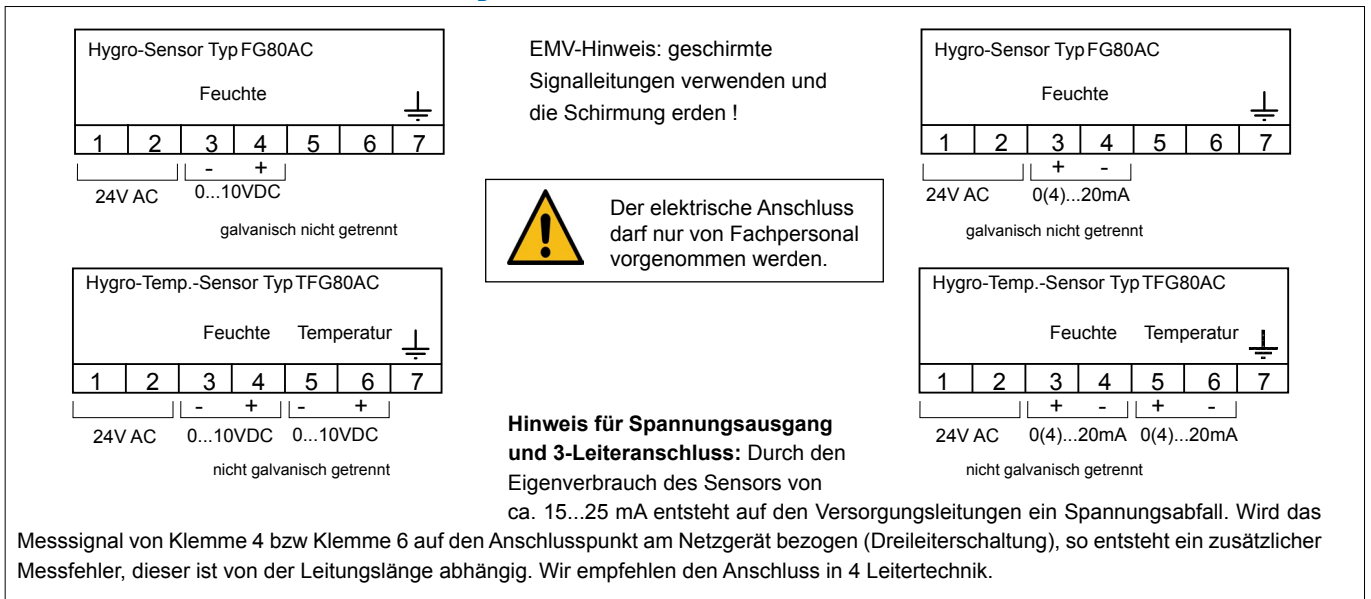 Hygro-Sensor Typ FG80AC
Feuchte
1 2 3 4 5 6 7
- +
24V AC 0...10VDC
galvanisch nicht getrennt
EMV-Hinweis: geschirmte
Signalleitungen verwenden und
die Schirmung erden !
Hygro-Sensor Typ FG80AC
Feuchte
1 2 3 4 5 6 7
+ -
24V AC 0(4)...20mA
galvanisch nicht getrennt
Der elektrische Anschluss
darf nur von Fachpersonal
vorgenommen werden.
Hygro-Temp.-Sensor Typ TFG80AC
Feuchte Temperatur
1 2 3 4 5 6 7
- + - +
24V AC 0...10VDC 0...10VDC
nicht galvanisch getrennt
Hygro-Temp.-Sensor Typ TFG80AC
Feuchte Temperatur
1 2 3 4 5 6 7
+ - + -
24V AC 0(4)...20mA 0(4)...20mA
nicht galvanisch getrennt
Hinweis für Spannungsausgang
und 3-Leiteranschluss: Durch den
Eigenverbrauch des Sensors von
ca. 15...25 mA entsteht auf den Versorgungsleitungen ein Spannungsabfall. Wird das
Messsignal von Klemme 4 bzw Klemme 6 auf den Anschlusspunkt am Netzgerät bezogen (Dreileiterschaltung), so entsteht ein zusätzlicher
Messfehler, dieser ist von der Leitungslänge abhängig. Wir empfehlen den Anschluss in 4 Leitertechnik.